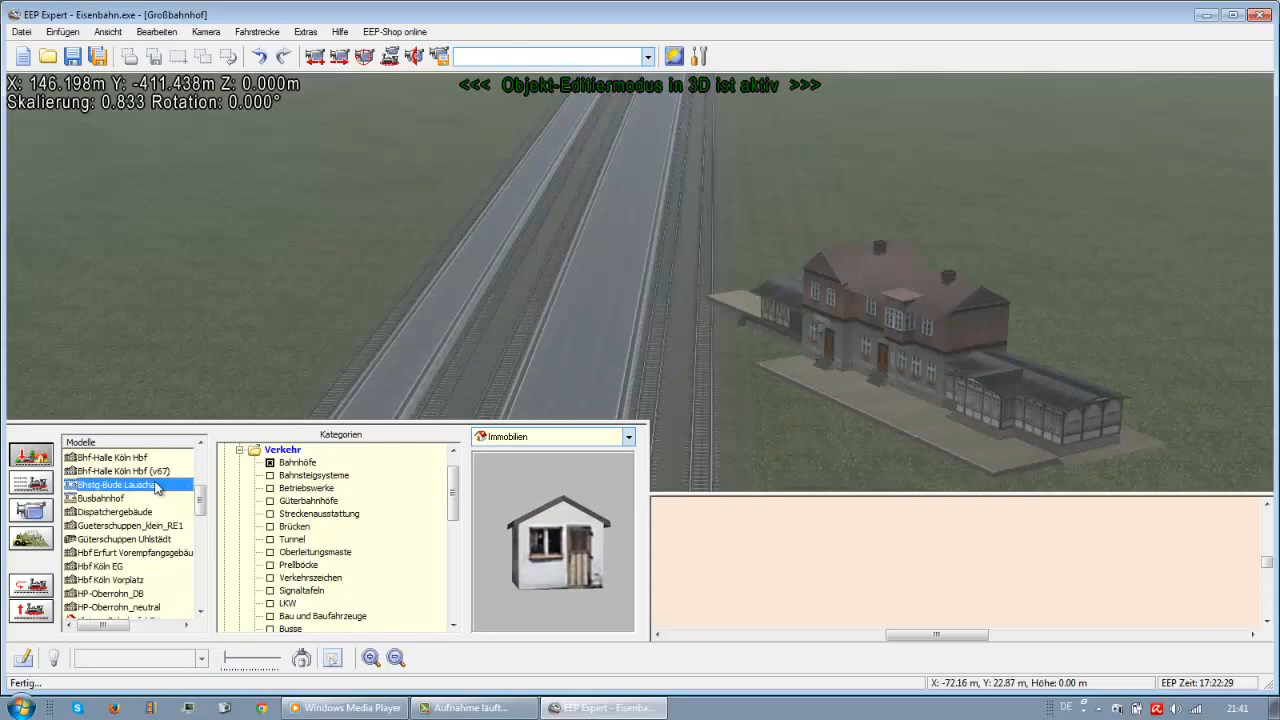 EEP Expert - Eisenbahn.exe - [Großbahnhof]
Datei Einfügen Ansicht Bearbeiten Kamera Fahrstrecke Extras Hilfe EEP-Shop online
X: 146.198m Y: -411.438m Z: 0.000m
<<< Objekt-Editiermodus in 3D ist aktiv >>>
Skalierung: 0.833 Rotation: 0.000°
Modelle
Bhf-Halle Köln Hbf
Bhf-Halle Köln Hbf (v67)
Bhstg-Bude Lauscha
Busbahnhof
Dispatchergebäude
Gueterschuppen_klein_RE1
Güterschuppen Uhlstädt
Hbf Erfurt Vorempfangsgebäu
Hbf Köln EG
Hbf Köln Vorplatz
HP-Oberrohn_DB
HP-Oberrohn_neutral
Kategorien
Verkehr
Bahnhöfe
Bahnsteigsysteme
Betriebswerke
Güterbahnhöfe
Streckenausstattung
Brücken
Tunnel
Oberleitungsmaste
Prellböcke
Verkehrszeichen
Signaltafeln
LKW
Bau und Baufahrzeuge
Busse
Immobilien
Fertig...
X: -72.16 m, Y: 22.87 m, Höhe: 0.00 m
EEP Zeit: 17:22:29
Windows Media Player
Aufnahme läuft...
EEP Expert - Eisenba...
DE
21:41